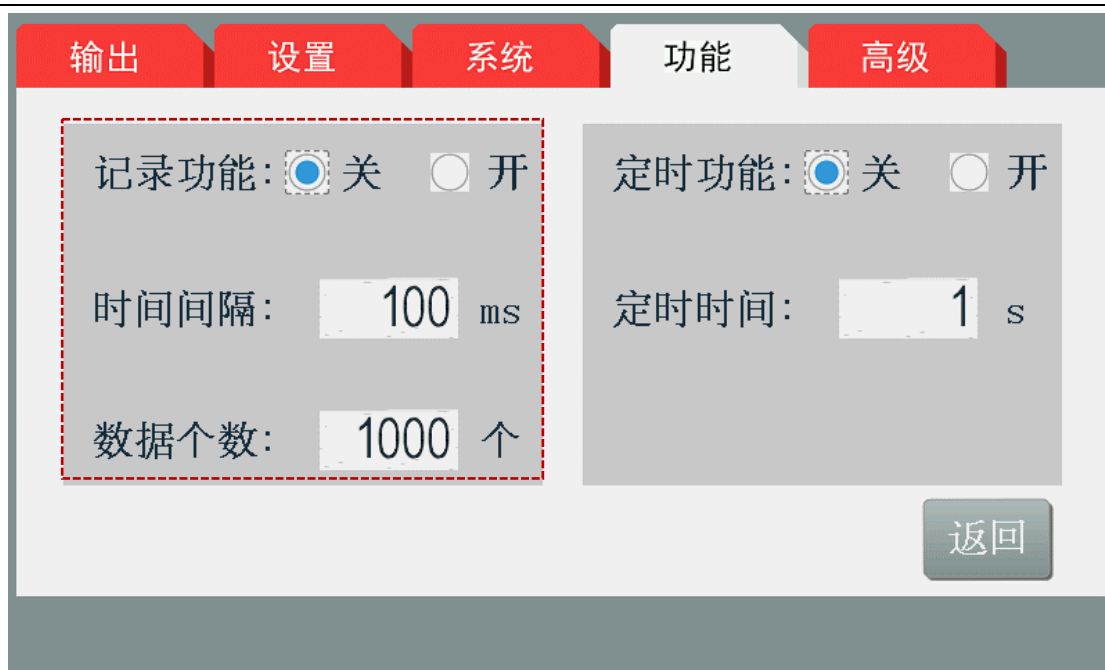 输出 设置 系统 功能 高级
记录功能: 关 开
时间间隔: 100 ms
数据个数: 1000 个
定时功能: 关 开
定时时间: 1 s
返回